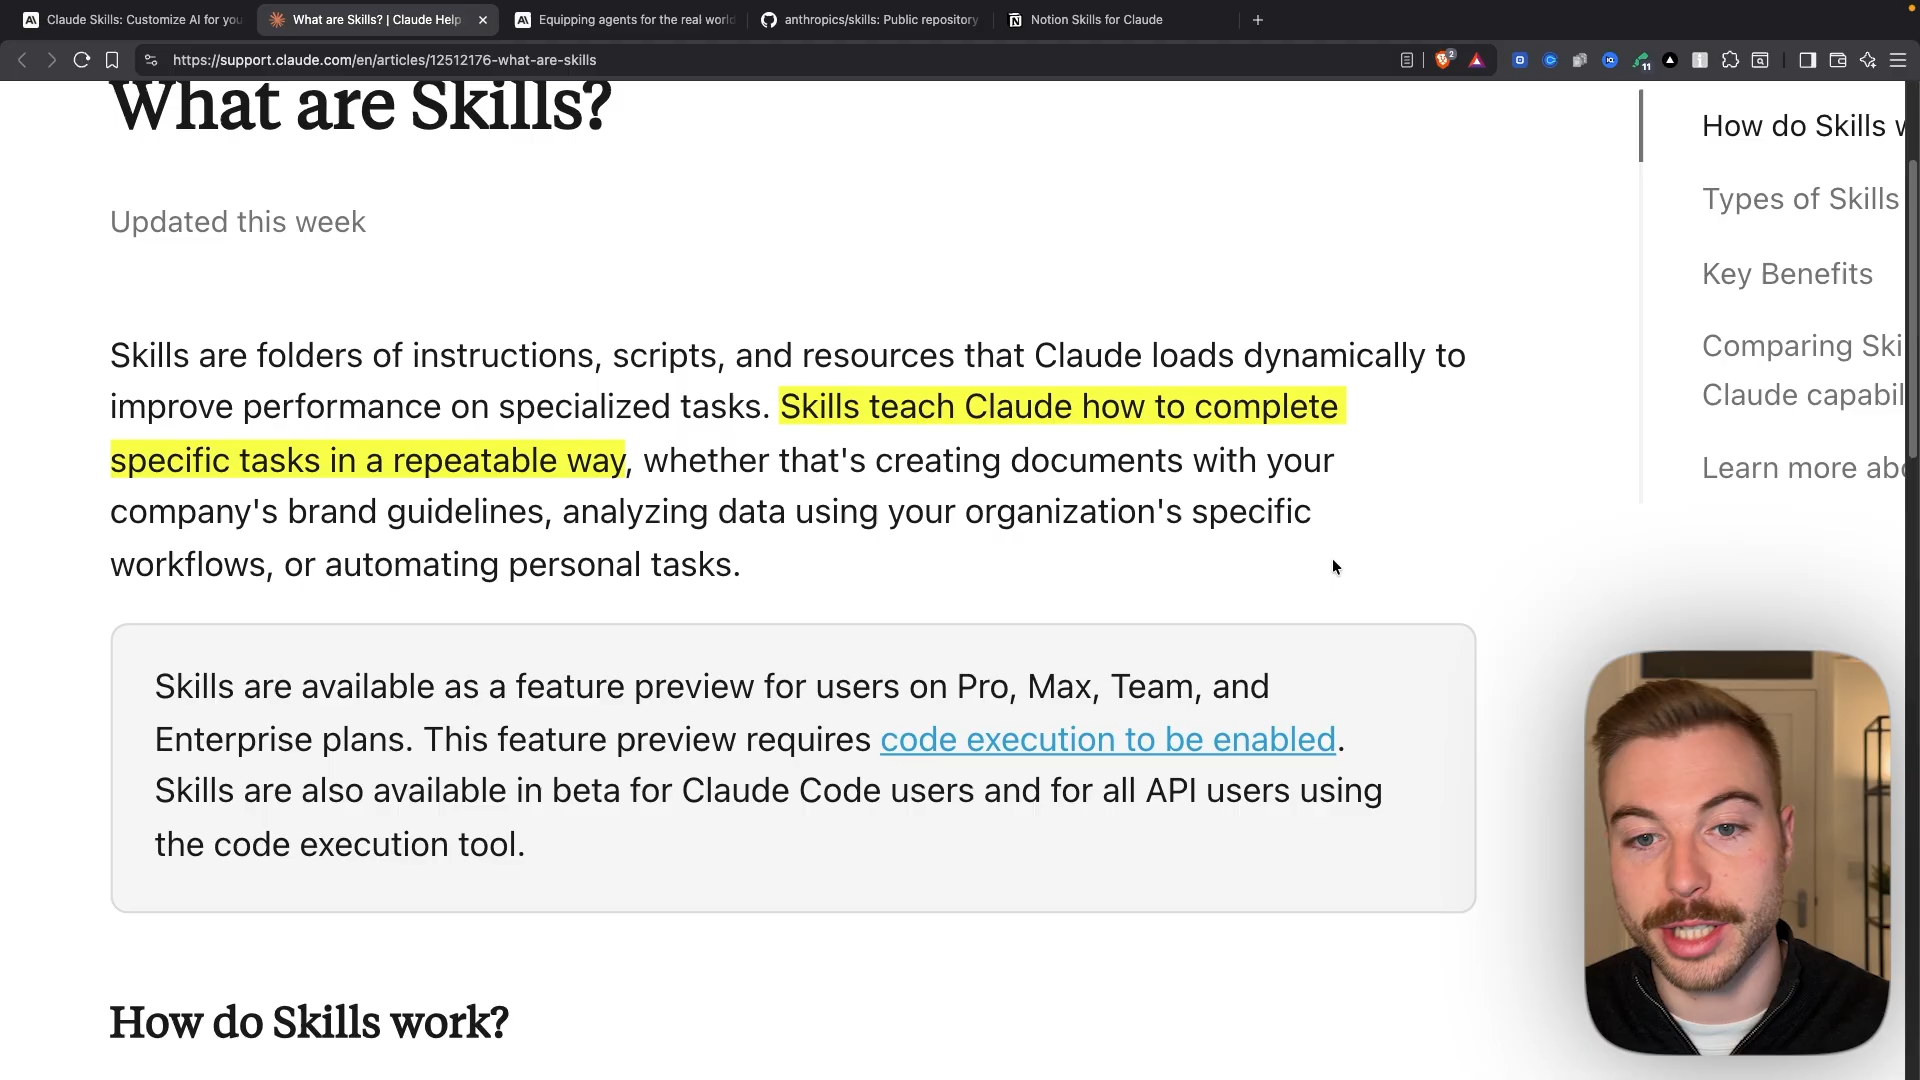 Claude Skills: Customize AI for you
What are Skills? | Claude Help
Equipping agents for the real world
anthropics/skills: Public repository
Notion Skills for Claude
https://support.claude.com/en/articles/12512176-what-are-skills
2
11
What are Skills?
Updated this week
Skills are folders of instructions, scripts, and resources that Claude loads dynamically to
improve performance on specialized tasks. Skills teach Claude how to complete
specific tasks in a repeatable way, whether that's creating documents with your
company's brand guidelines, analyzing data using your organization's specific
workflows, or automating personal tasks.
Skills are available as a feature preview for users on Pro, Max, Team, and
Enterprise plans. This feature preview requires code execution to be enabled.
Skills are also available in beta for Claude Code users and for all API users using
the code execution tool.
How do Skills work?
How do Skills
Types of Skills
Key Benefits
Comparing Ski
Claude capabil
Learn more abo